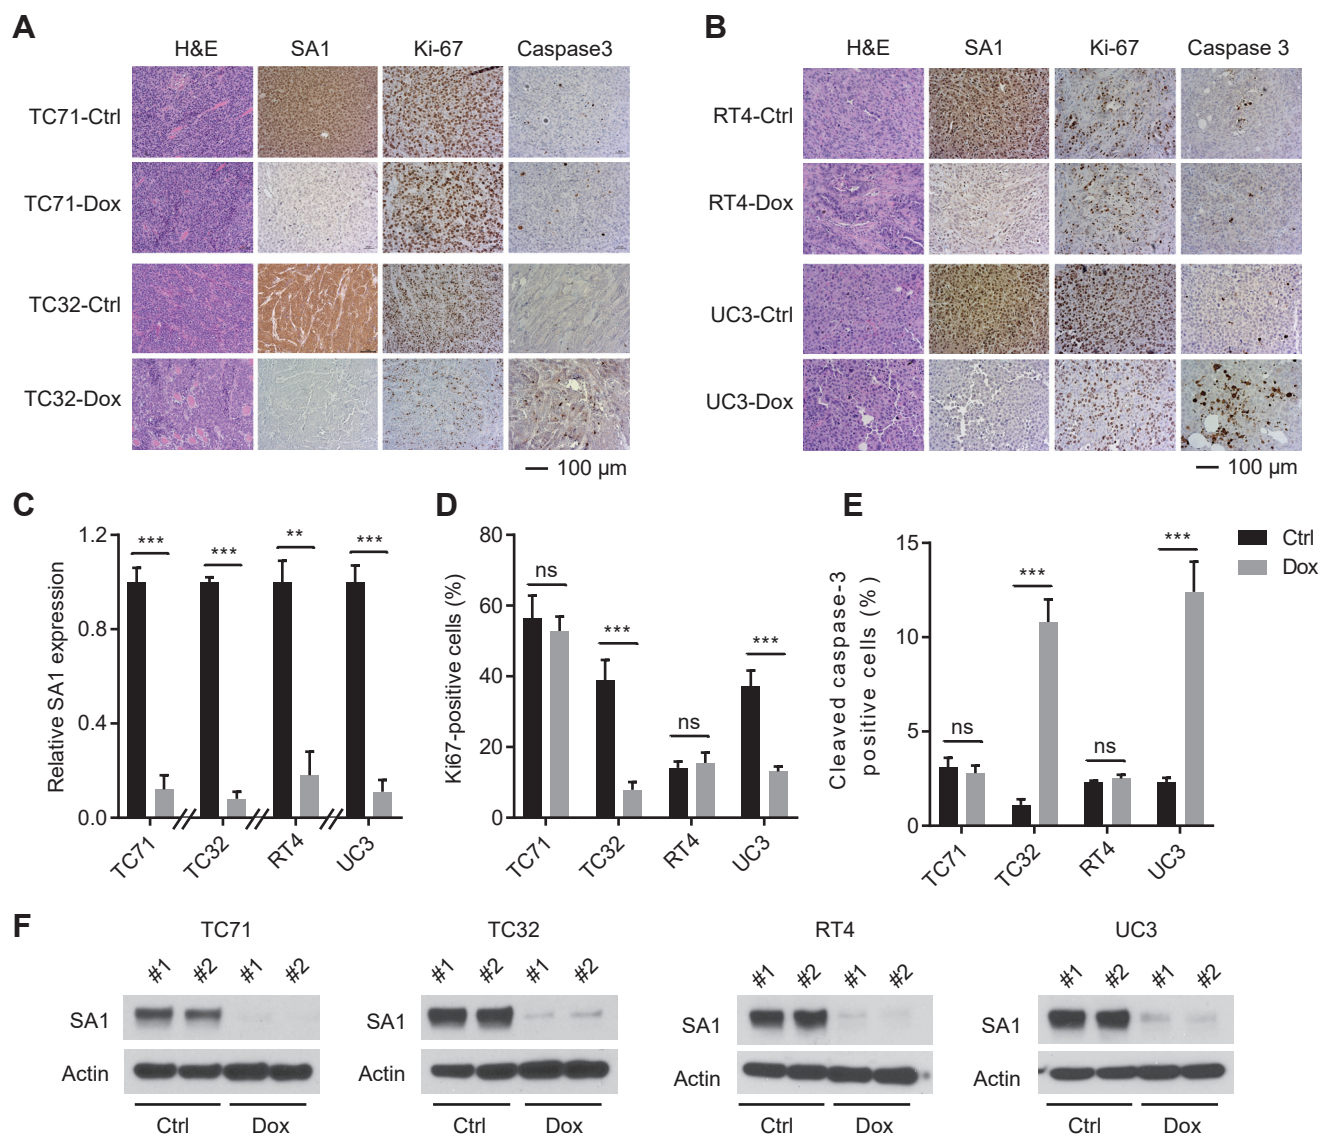 A
H&E SA1 Ki-67 Caspase3
TC71-Ctrl
TC71-Dox
TC32-Ctrl
TC32-Dox
100 µm
B
H&E SA1 Ki-67 Caspase 3
RT4-Ctrl
RT4-Dox
UC3-Ctrl
UC3-Dox
100 µm
C
Relative SA1 expression
1.2
0.8
0.4
0.0
*** *** ** ***
TC71 TC32 RT4 UC3
D
Ki67-positive cells (%)
80
60
40
20
0
ns *** ns ***
TC71 TC32 RT4 UC3
E
Cleaved caspase-3
positive cells (%)
15
10
5
0
ns *** ns ***
TC71 TC32 RT4 UC3
Ctrl
Dox
F
TC71
#1 #2 #1 #2
SA1
Actin
Ctrl Dox
TC32
#1 #2 #1 #2
SA1
Actin
Ctrl Dox
RT4
#1 #2 #1 #2
SA1
Actin
Ctrl Dox
UC3
#1 #2 #1 #2
SA1
Actin
Ctrl Dox